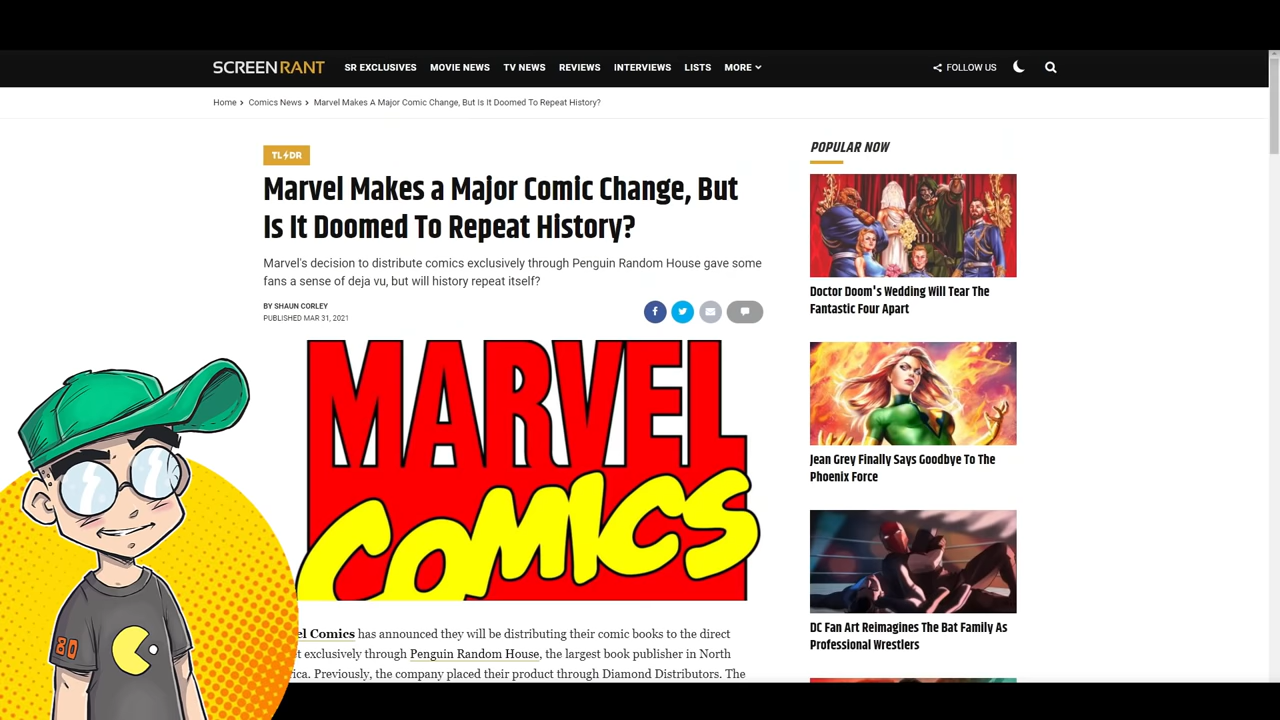 SCREENRANT
SR EXCLUSIVES MOVIE NEWS TV NEWS REVIEWS INTERVIEWS LISTS MORE
FOLLOW US
Home > Comics News > Marvel Makes A Major Comic Change, But Is It Doomed To Repeat History?
TL DR
Marvel Makes a Major Comic Change, But
Is It Doomed To Repeat History?
Marvel's decision to distribute comics exclusively through Penguin Random House gave some
fans a sense of deja vu, but will history repeat itself?
BY SHAUN CORLEY
PUBLISHED MAR 31, 2021
MARVEL
COMICS
el Comics has announced they will be distributing their comic books to the direct
t exclusively through Penguin Random House, the largest book publisher in North
ica. Previously, the company placed their product through Diamond Distributors. The
POPULAR NOW
Doctor Doom's Wedding Will Tear The
Fantastic Four Apart
Jean Grey Finally Says Goodbye To The
Phoenix Force
DC Fan Art Reimagines The Bat Family As
Professional Wrestlers
80